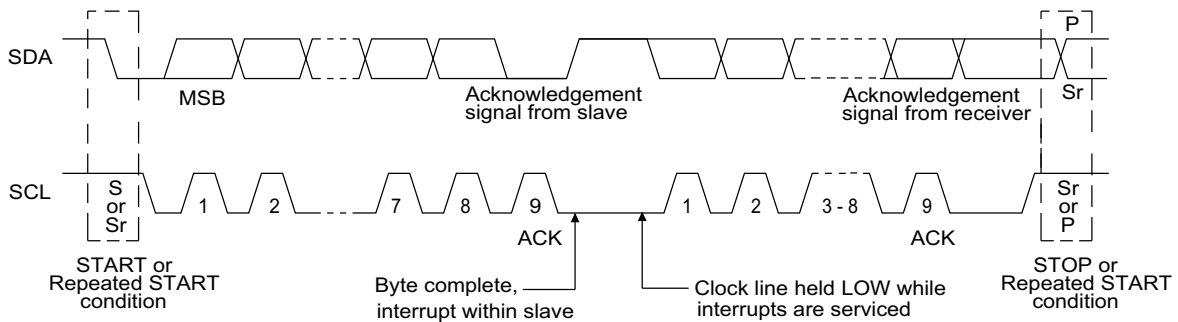 P
SDA
MSB
Acknowledgement
signal from slave
Acknowledgement
signal from receiver
Sr
SCL
S
or
Sr
1
2
7
8
9
1
2
3 - 8
9
Sr
or
P
ACK
ACK
START or
Repeated START
condition
Byte complete,
interrupt within slave
Clock line held LOW while
interrupts are serviced
STOP or
Repeated START
condition